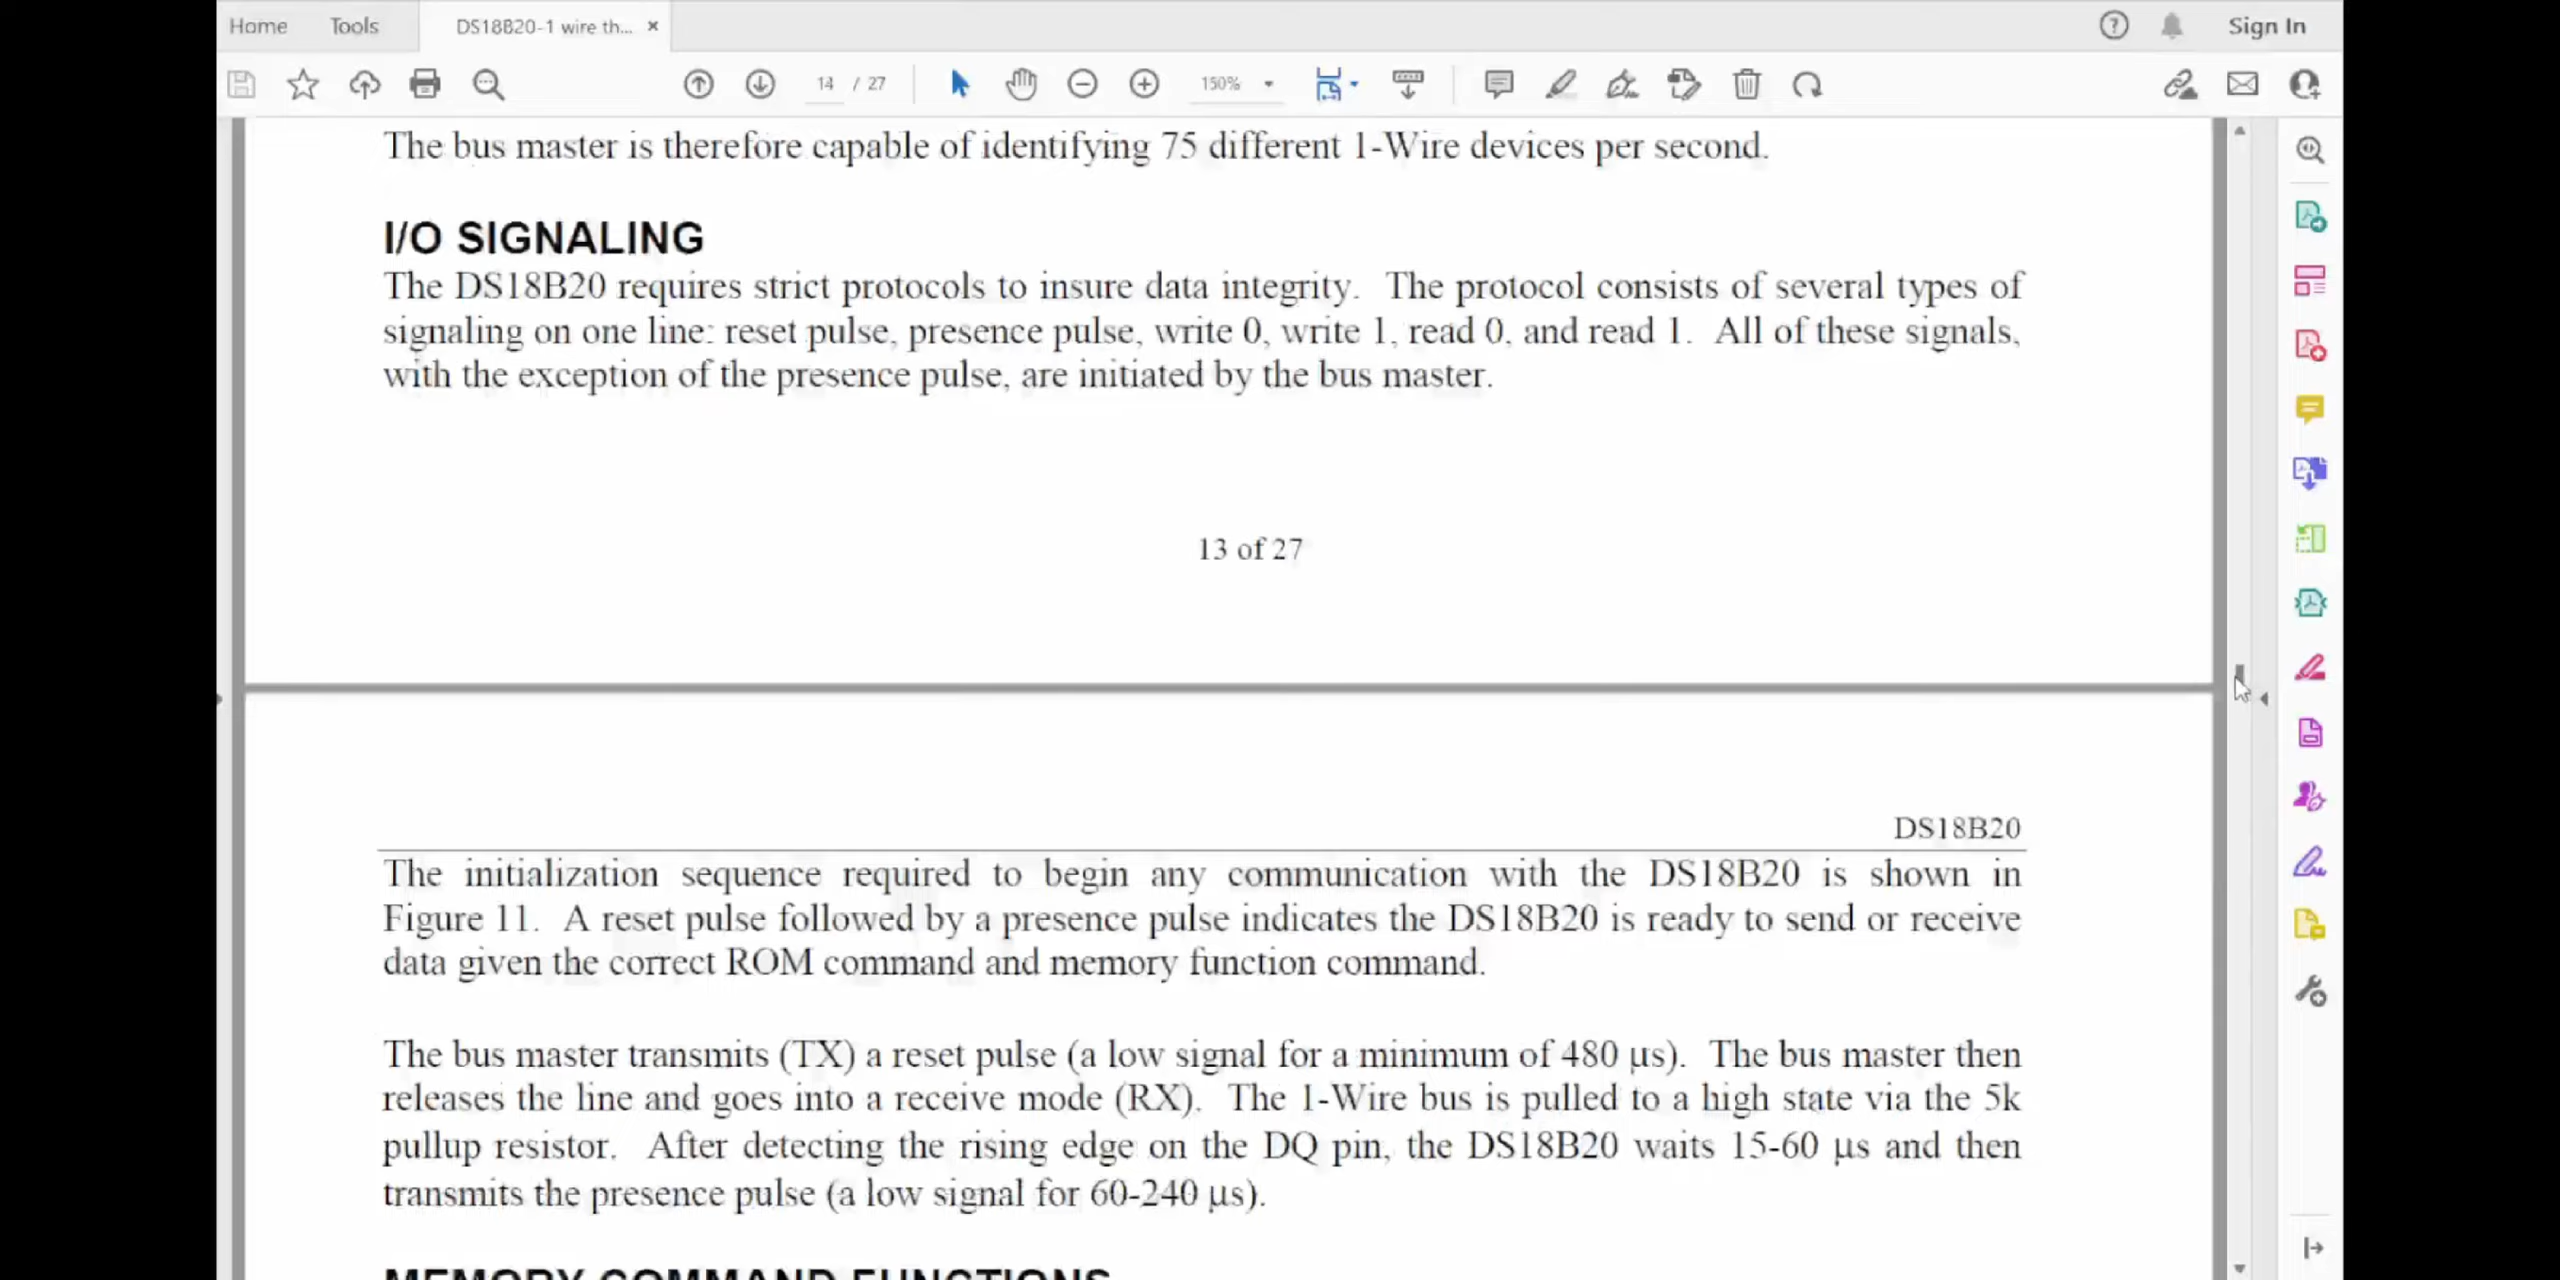 Home Tools DS18B20-1 wire th... × Sign In
14 / 27 150%
The bus master is therefore capable of identifying 75 different 1-Wire devices per second.
I/O SIGNALING
The DS18B20 requires strict protocols to insure data integrity. The protocol consists of several types of
signaling on one line: reset pulse, presence pulse, write 0, write 1, read 0, and read 1. All of these signals,
with the exception of the presence pulse, are initiated by the bus master.
13 of 27
DS18B20
The initialization sequence required to begin any communication with the DS18B20 is shown in
Figure 11. A reset pulse followed by a presence pulse indicates the DS18B20 is ready to send or receive
data given the correct ROM command and memory function command.
The bus master transmits (TX) a reset pulse (a low signal for a minimum of 480 μs). The bus master then
releases the line and goes into a receive mode (RX). The 1-Wire bus is pulled to a high state via the 5k
pullup resistor. After detecting the rising edge on the DQ pin, the DS18B20 waits 15-60 μs and then
transmits the presence pulse (a low signal for 60-240 μs).
MEMORY COMMAND FUNCTIONS